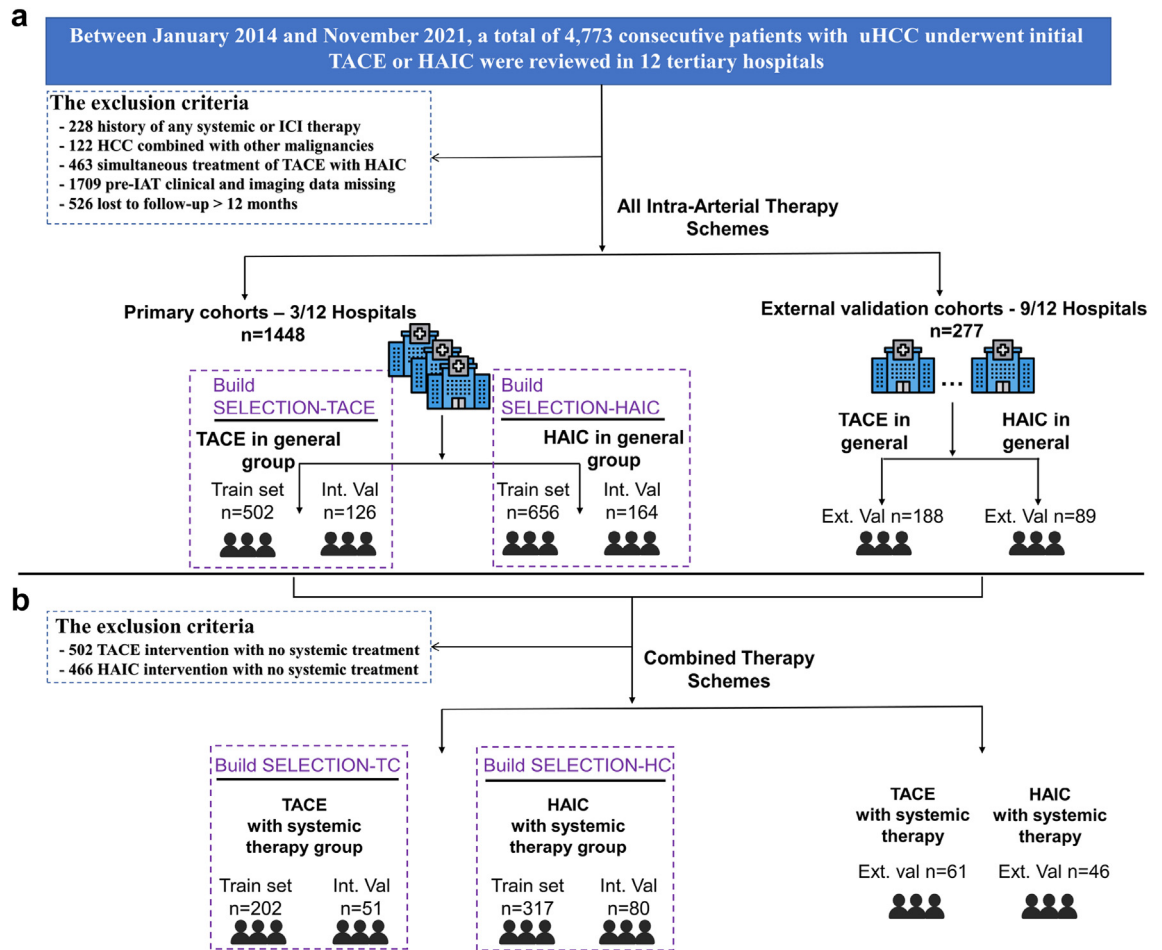 a
Between January 2014 and November 2021, a total of 4,773 consecutive patients with uHCC underwent initial
TACE or HAIC were reviewed in 12 tertiary hospitals
The exclusion criteria
- 228 history of any systemic or ICI therapy
- 122 HCC combined with other malignancies
- 463 simultaneous treatment of TACE with HAIC
- 1709 pre-IAT clinical and imaging data missing
- 526 lost to follow-up > 12 months
All Intra-Arterial Therapy
Schemes
Primary cohorts – 3/12 Hospitals
n=1448
External validation cohorts - 9/12 Hospitals
n=277
Build
SELECTION-TACE
TACE in general
group
Train set
n=502
Int. Val
n=126
Build
SELECTION-HAIC
HAIC in general
group
Train set
n=656
Int. Val
n=164
...
TACE in
general
HAIC in
general
Ext. Val n=188
Ext. Val n=89
b
The exclusion criteria
- 502 TACE intervention with no systemic treatment
- 466 HAIC intervention with no systemic treatment
Combined Therapy
Schemes
Build SELECTION-TC
TACE
with systemic
therapy group
Train set
n=202
Int. Val
n=51
Build SELECTION-HC
HAIC
with systemic
therapy group
Train set
n=317
Int. Val
n=80
TACE
with systemic
therapy
Ext. val n=61
HAIC
with systemic
therapy
Ext. val n=46